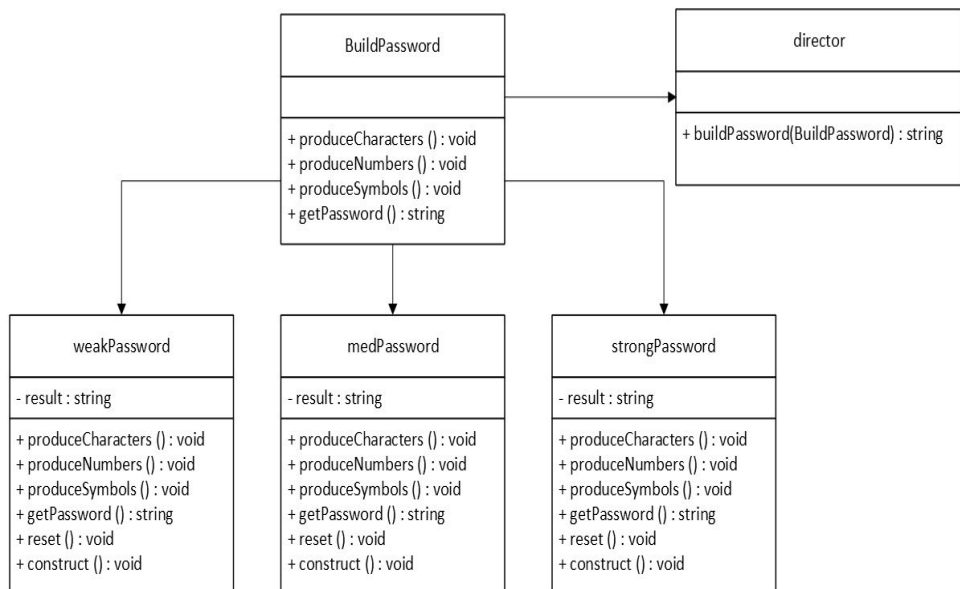 BuildPassword
+ produceCharacters () : void
+ produceNumbers () : void
+ produceSymbols () : void
+ getPassword () : string
director
+ buildPassword(BuildPassword) : string
weakPassword
- result : string
+ produceCharacters () : void
+ produceNumbers () : void
+ produceSymbols () : void
+ getPassword () : string
+ reset () : void
+ construct () : void
medPassword
- result : string
+ produceCharacters () : void
+ produceNumbers () : void
+ produceSymbols () : void
+ getPassword () : string
+ reset () : void
+ construct () : void
strongPassword
- result : string
+ produceCharacters () : void
+ produceNumbers () : void
+ produceSymbols () : void
+ getPassword () : string
+ reset () : void
+ construct () : void